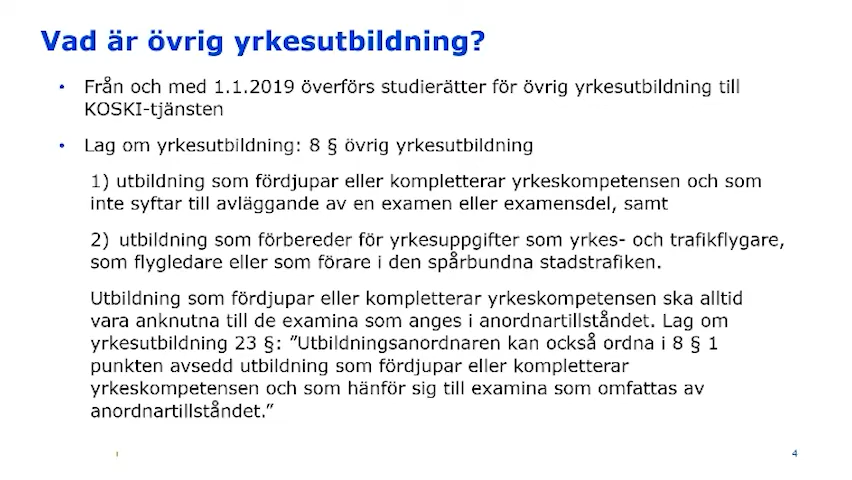 Vad är övrig yrkesutbildning?
• Från och med 1.1.2019 överförs studierätter för övrig yrkesutbildning till
KOSKI-tjänsten
• Lag om yrkesutbildning: 8 § övrig yrkesutbildning
1) utbildning som fördjupar eller kompletterar yrkeskompetensen och som
inte syftar till avläggande av en examen eller examensdel, samt
2) utbildning som förbereder för yrkesuppgifter som yrkes- och trafikflygare,
som flygledare eller som förare i den spårbundna stadstrafiken.
Utbildning som fördjupar eller kompletterar yrkeskompetensen ska alltid
vara anknutna till de examina som anges i anordnartillståndet. Lag om
yrkesutbildning 23 §: ”Utbildningsanordnaren kan också ordna i 8 § 1
punkten avsedd utbildning som fördjupar eller kompletterar
yrkeskompetensen och som hänför sig till examina som omfattas av
anordnartillståndet.”
4